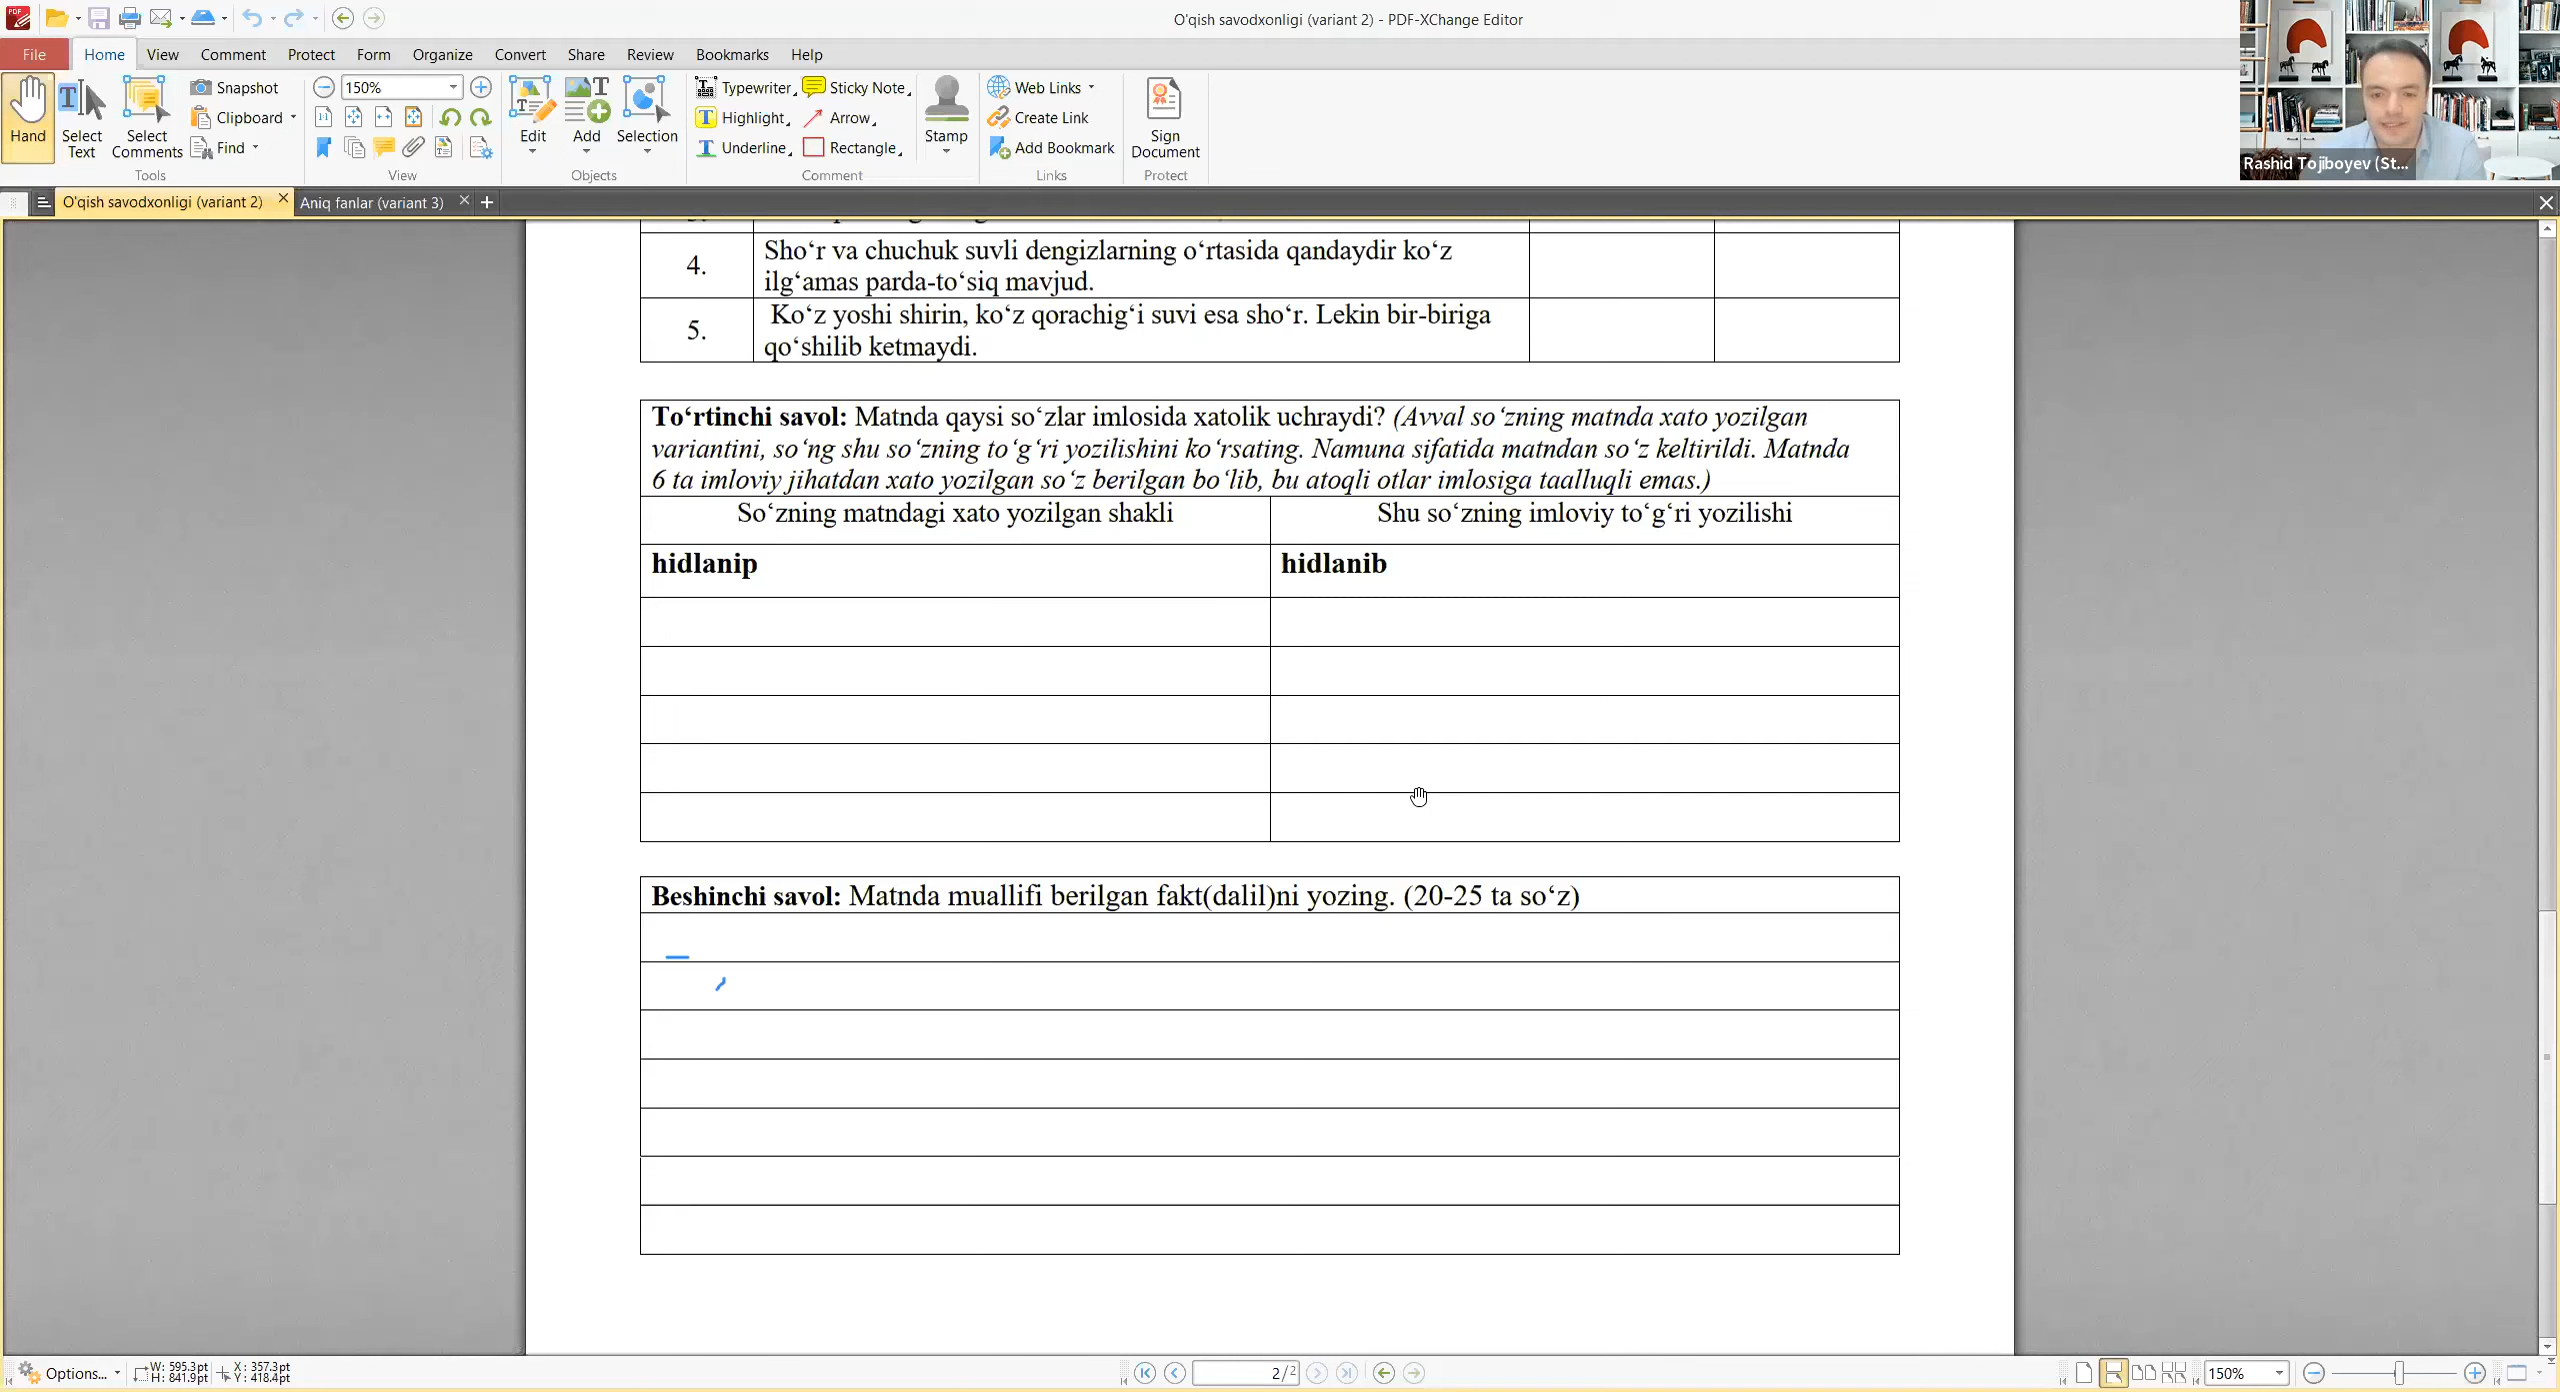 O'qish savodxonligi (variant 2) - PDF-XChange Editor
File Home View Comment Protect Form Organize Convert Share Review Bookmarks Help
Hand
Select Text
Select Comments
Snapshot
Clipboard
Find
Tools
150%
View
Edit
Add
Selection
Objects
Typewriter
Highlight
Underline
Sticky Note
Arrow
Rectangle
Stamp
Comment
Web Links
Create Link
Add Bookmark
Links
Sign Document
Protect
Rashid Tojiboyev (St...
O'qish savodxonligi (variant 2)
Aniq fanlar (variant 3)
4. Sho‘r va chuchuk suvli dengizlarning o‘rtasida qandaydir ko‘z
ilg‘amas parda-to‘siq mavjud.
5. Ko‘z yoshi shirin, ko‘z qorachig‘i suvi esa sho‘r. Lekin bir-biriga
qo‘shilib ketmaydi.
To‘rtinchi savol: Matnda qaysi so‘zlar imlosida xatolik uchraydi? (Avval so‘zning matnda xato yozilgan
variantini, so‘ng shu so‘zning to‘g‘ri yozilishini ko‘rsating. Namuna sifatida matndan so‘z keltirildi. Matnda
6 ta imloviy jihatdan xato yozilgan so‘z berilgan bo‘lib, bu atoqli otlar imlosiga taalluqli emas.)
So‘zning matndagi xato yozilgan shakli Shu so‘zning imloviy to‘g‘ri yozilishi
hidlanip hidlanib
Beshinchi savol: Matnda muallifi berilgan fakt(dalil)ni yozing. (20-25 ta so‘z)
Options...
W: 595.3pt
H: 841.9pt
X: 357.3pt
Y: 418.4pt
2/2
150%